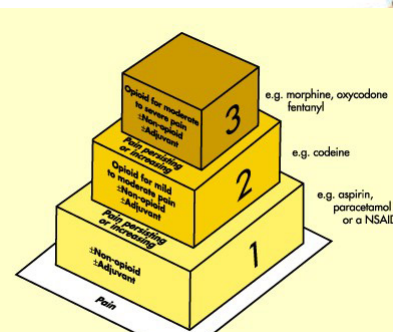 Opioid for moderate
to severe pain
±Non-opioid
±Adjuvant
3
e.g. morphine, oxycodone
fentanyl
Pain persisting
or increasing
Opioid for mild
to moderate pain
±Non-opioid
±Adjuvant
2
e.g. codeine
Pain persisting
or increasing
±Non-opioid
±Adjuvant
1
e.g. aspirin,
paracetamol
or a NSAID
Pain